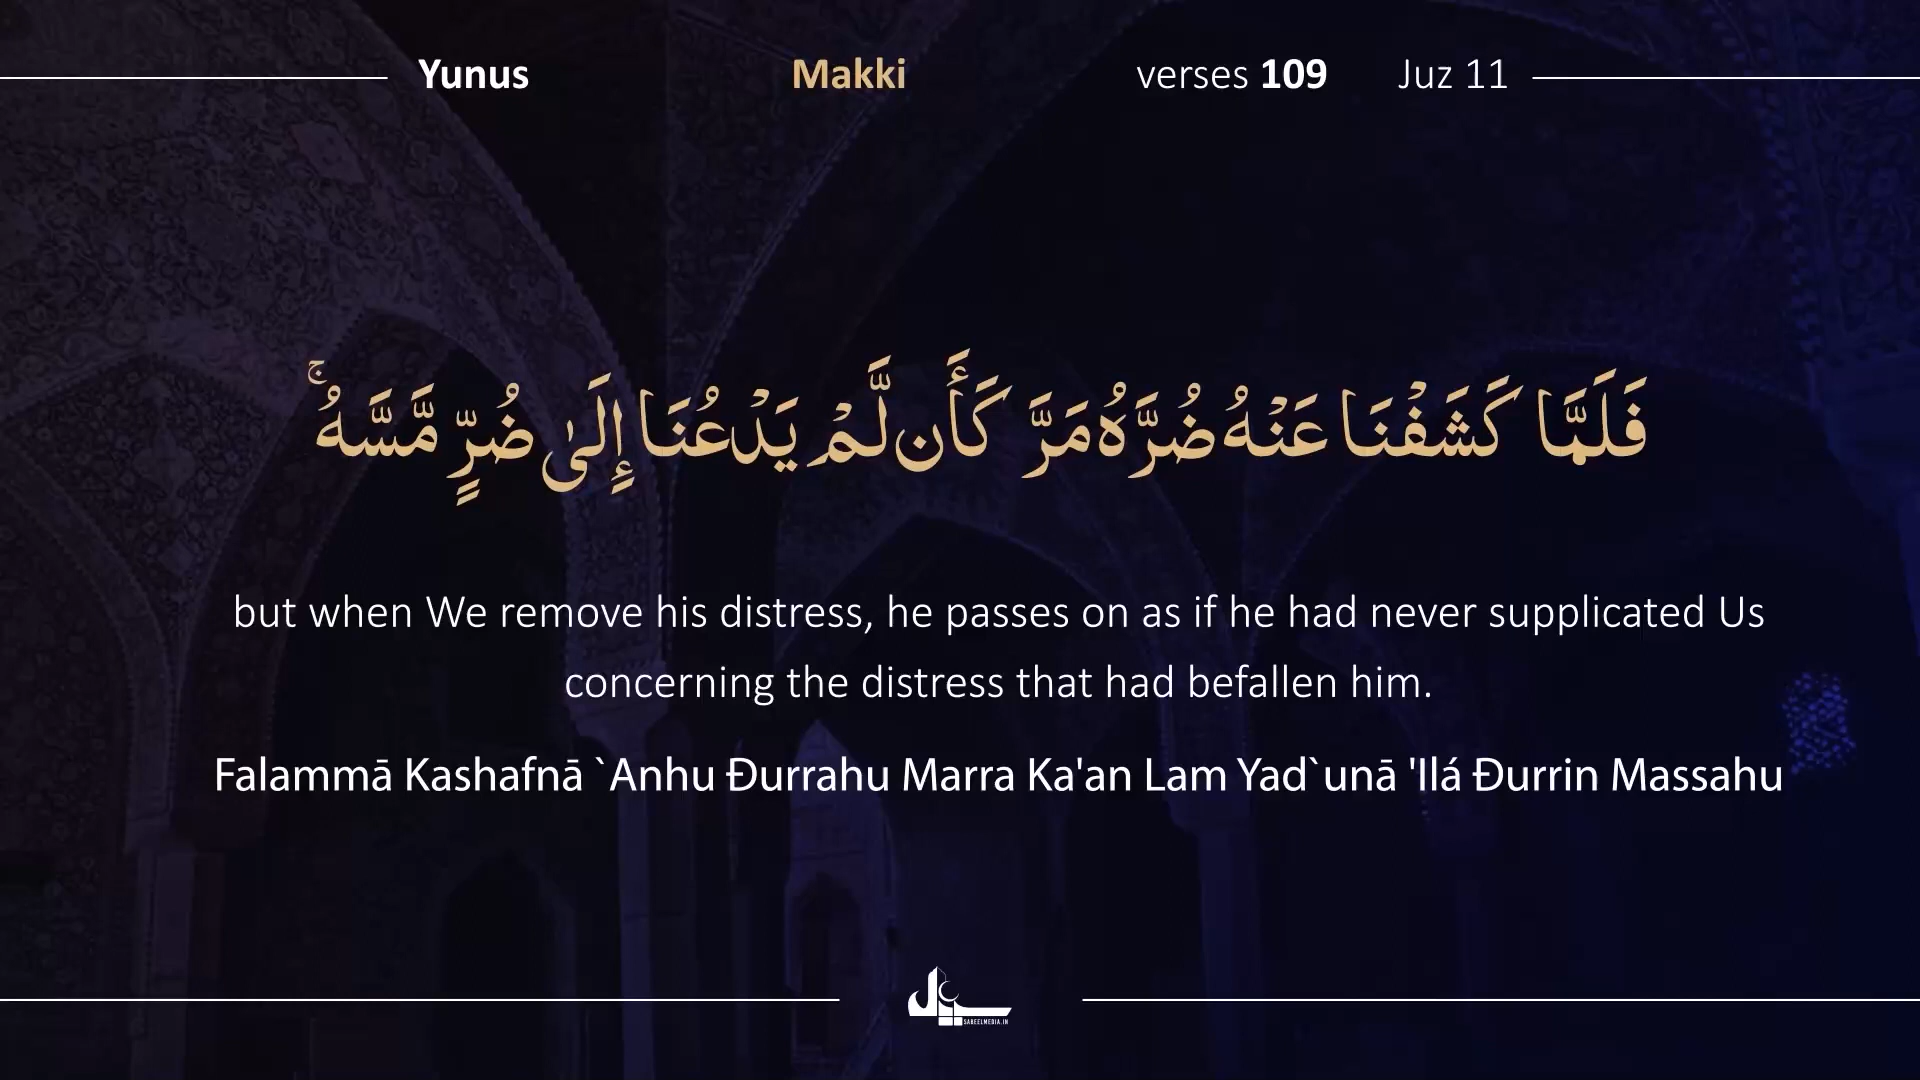 Yunus Makki verses 109 Juz 11
فَلَمَّا كَشَفْنَا عَنْهُ ضُرَّهُ مَرَّ كَأَن لَّمْ يَدْعُنَا إِلَىٰ ضُرٍّ مَّسَّهُ ۚ
but when We remove his distress, he passes on as if he had never supplicated Us
concerning the distress that had befallen him.
Falammā Kashafnā `Anhu Đurrahu Marra Ka'an Lam Yad`unā 'Ilá Đurrin Massahu
SABEELMEDIA.IN